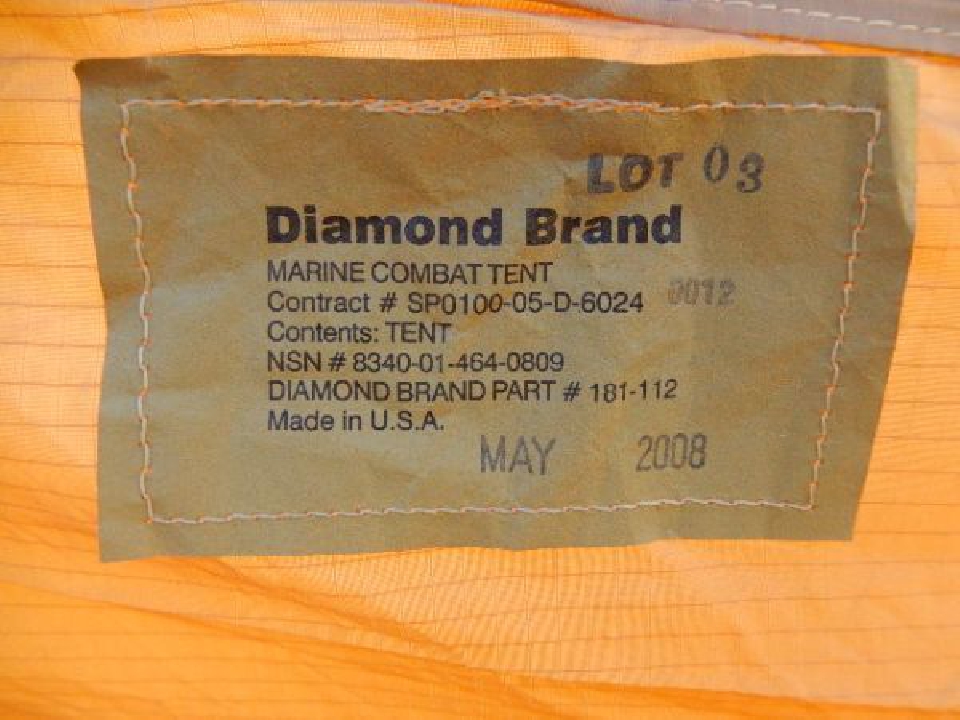 LOT 03
Diamond Brand
MARINE COMBAT TENT
Contract # SP0100-05-D-6024 0012
Contents: TENT
NSN # 8340-01-464-0809
DIAMOND BRAND PART # 181-112
Made in U.S.A.
MAY 2008